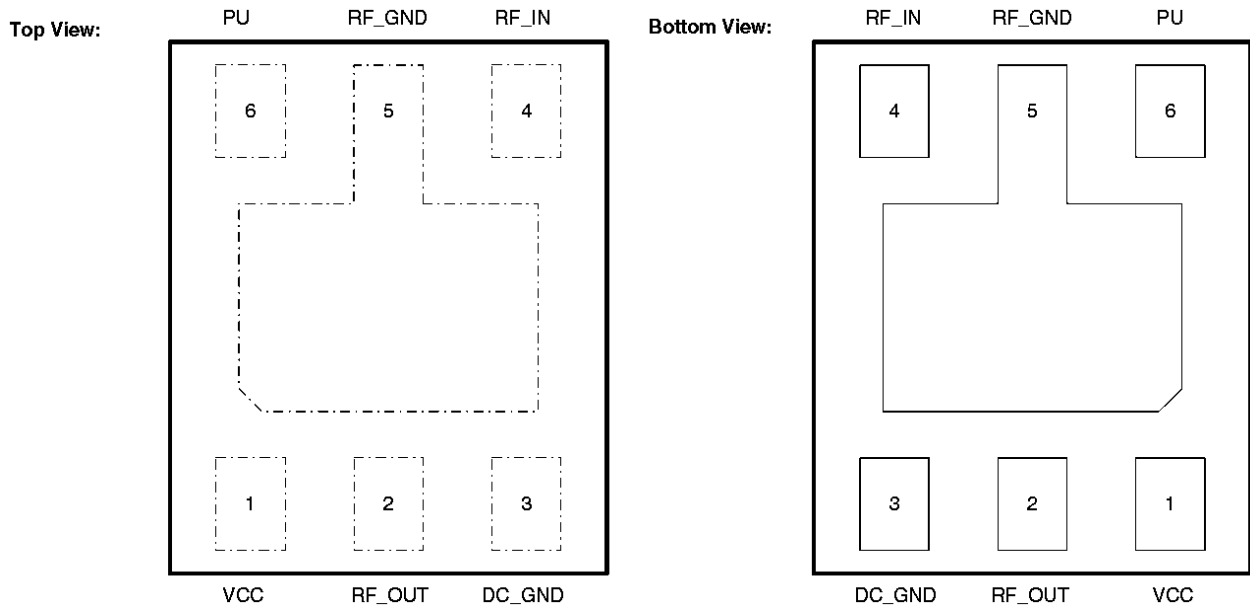 Top View:
PU RF_GND RF_IN
6 5 4
1 2 3
VCC RF_OUT DC_GND
Bottom View:
RF_IN RF_GND PU
4 5 6
3 2 1
DC_GND RF_OUT VCC